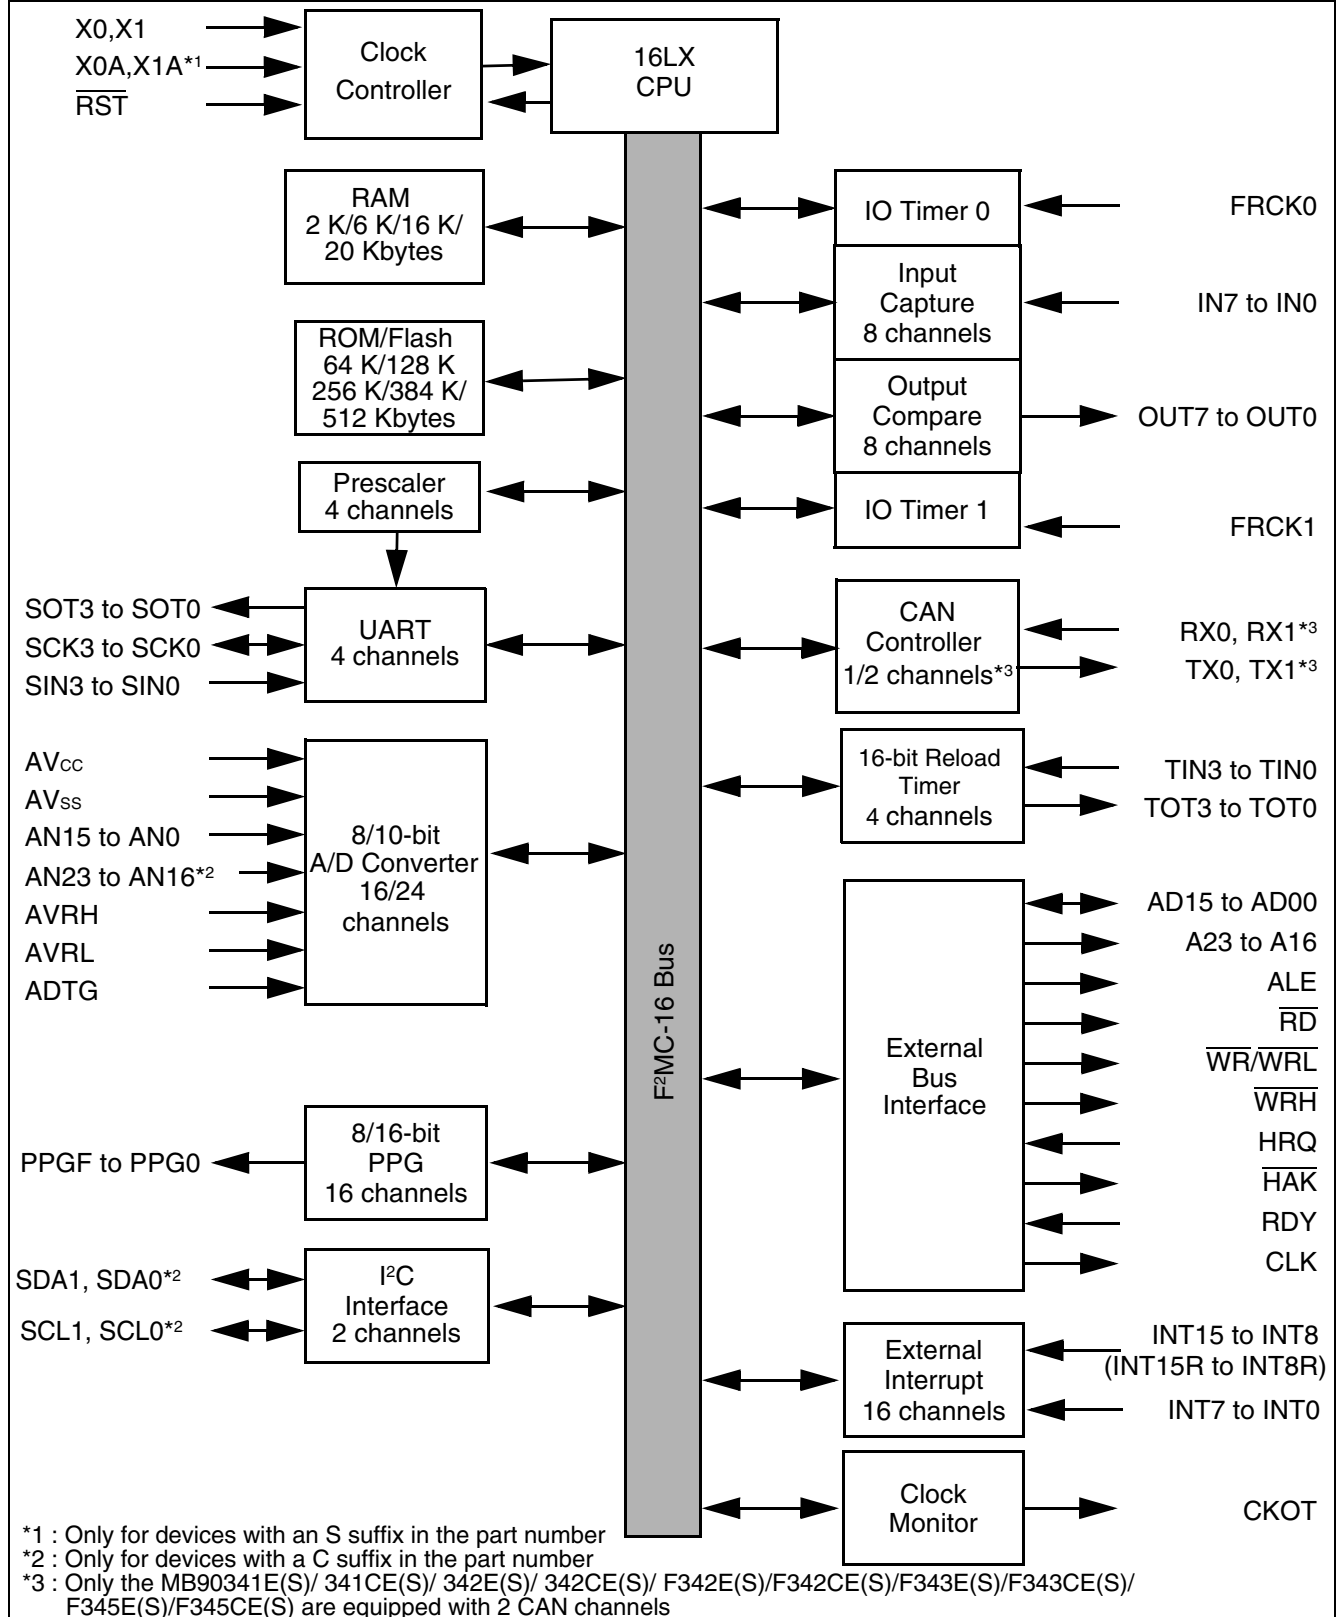 X0,X1
X0A,X1A*1
RST
Clock
Controller
16LX
CPU
RAM
2 K/6 K/16 K/
20 Kbytes
ROM/Flash
64 K/128 K
256 K/384 K/
512 Kbytes
Prescaler
4 channels
SOT3 to SOT0
SCK3 to SCK0
SIN3 to SIN0
UART
4 channels
AVCC
AVSS
AN15 to AN0
AN23 to AN16*2
AVRH
AVRL
ADTG
8/10-bit
A/D Converter
16/24
channels
PPGF to PPG0
8/16-bit
PPG
16 channels
SDA1, SDA0*2
SCL1, SCL0*2
I²C
Interface
2 channels
F²MC-16 Bus
IO Timer 0
FRCK0
Input
Capture
8 channels
IN7 to IN0
Output
Compare
8 channels
OUT7 to OUT0
IO Timer 1
FRCK1
CAN
Controller
1/2 channels*3
RX0, RX1*3
TX0, TX1*3
16-bit Reload
Timer
4 channels
TIN3 to TIN0
TOT3 to TOT0
External
Bus
Interface
AD15 to AD00
A23 to A16
ALE
RD
WR/WRL
WRH
HRQ
HAK
RDY
CLK
External
Interrupt
16 channels
INT15 to INT8
(INT15R to INT8R)
INT7 to INT0
Clock
Monitor
CKOT
*1 : Only for devices with an S suffix in the part number
*2 : Only for devices with a C suffix in the part number
*3 : Only the MB90341E(S)/ 341CE(S)/ 342E(S)/ 342CE(S)/ F342E(S)/F342CE(S)/F343E(S)/F343CE(S)/
F345E(S)/F345CE(S) are equipped with 2 CAN channels